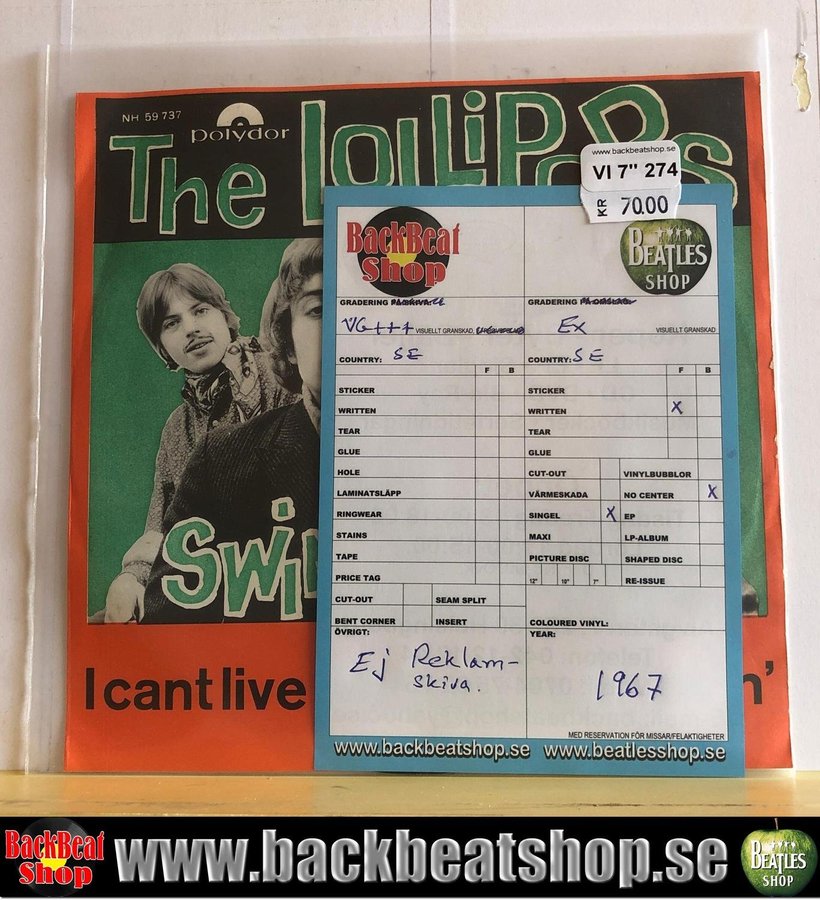 NH 59 737
polydor
The Lollipops
www.backbeatshop.se
VI 7" 274
KR 70.00
BackBeat Shop
BEATLES SHOP
GRADERING
GRADERING
VG+++ VISUELLT GRANSKAD,
Ex VISUELLT GRANSKAD
COUNTRY: SE
COUNTRY: SE
F B
F B
STICKER
STICKER
WRITTEN
WRITTEN X
TEAR
TEAR
GLUE
GLUE
HOLE
CUT-OUT VINYLBUBBLOR
LAMINATSLÄPP
VÄRMESKADA NO CENTER X
RINGWEAR
SINGEL X EP
STAINS
MAXI LP-ALBUM
TAPE
PICTURE DISC SHAPED DISC
PRICE TAG
12" 10" 7" RE-ISSUE
CUT-OUT SEAM SPLIT
BENT CORNER INSERT
COLOURED VINYL:
ÖVRIGT:
YEAR:
Ej Reklam-
skiva.
1967
MED RESERVATION FÖR MISSAR/FELAKTIGHETER
www.backbeatshop.se www.beatlesshop.se
I cant live
BackBeat Shop
www.backbeatshop.se
BEATLES SHOP